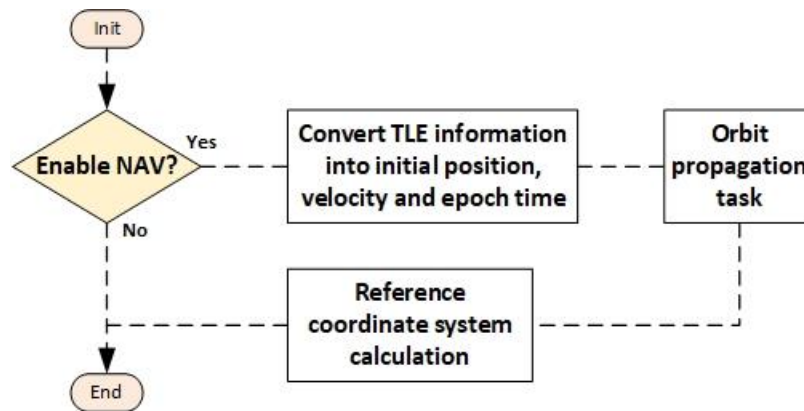 Init
Enable NAV?
Yes
No
Convert TLE information
into initial position,
velocity and epoch time
Orbit
propagation
task
Reference
coordinate system
calculation
End